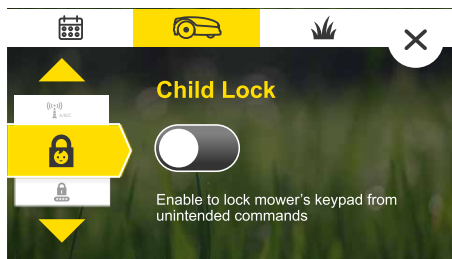 Child Lock
Enable to lock mower's keypad from
unintended commands